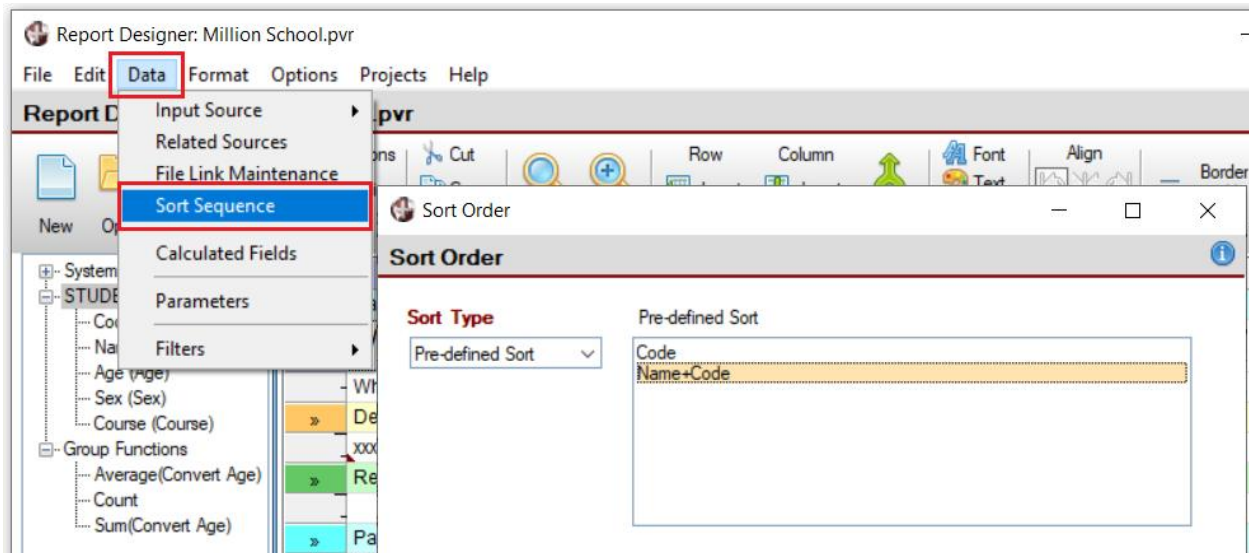 Report Designer: Million School.pvr
File Edit Data Format Options Projects Help
Report D .pvr
Input Source
Related Sources
File Link Maintenance
Sort Sequence
Calculated Fields
Parameters
Filters
Cut
Row
Column
Font
Text
Align
Border
New
Sort Order
Sort Order
Sort Type
Pre-defined Sort
Pre-defined Sort
Code
Name+Code
System
STUDE
Age (Age)
Sex (Sex)
Course (Course)
Group Functions
Average(Convert Age)
Count
Sum(Convert Age)
Wh
De
xxx
Re
Pa